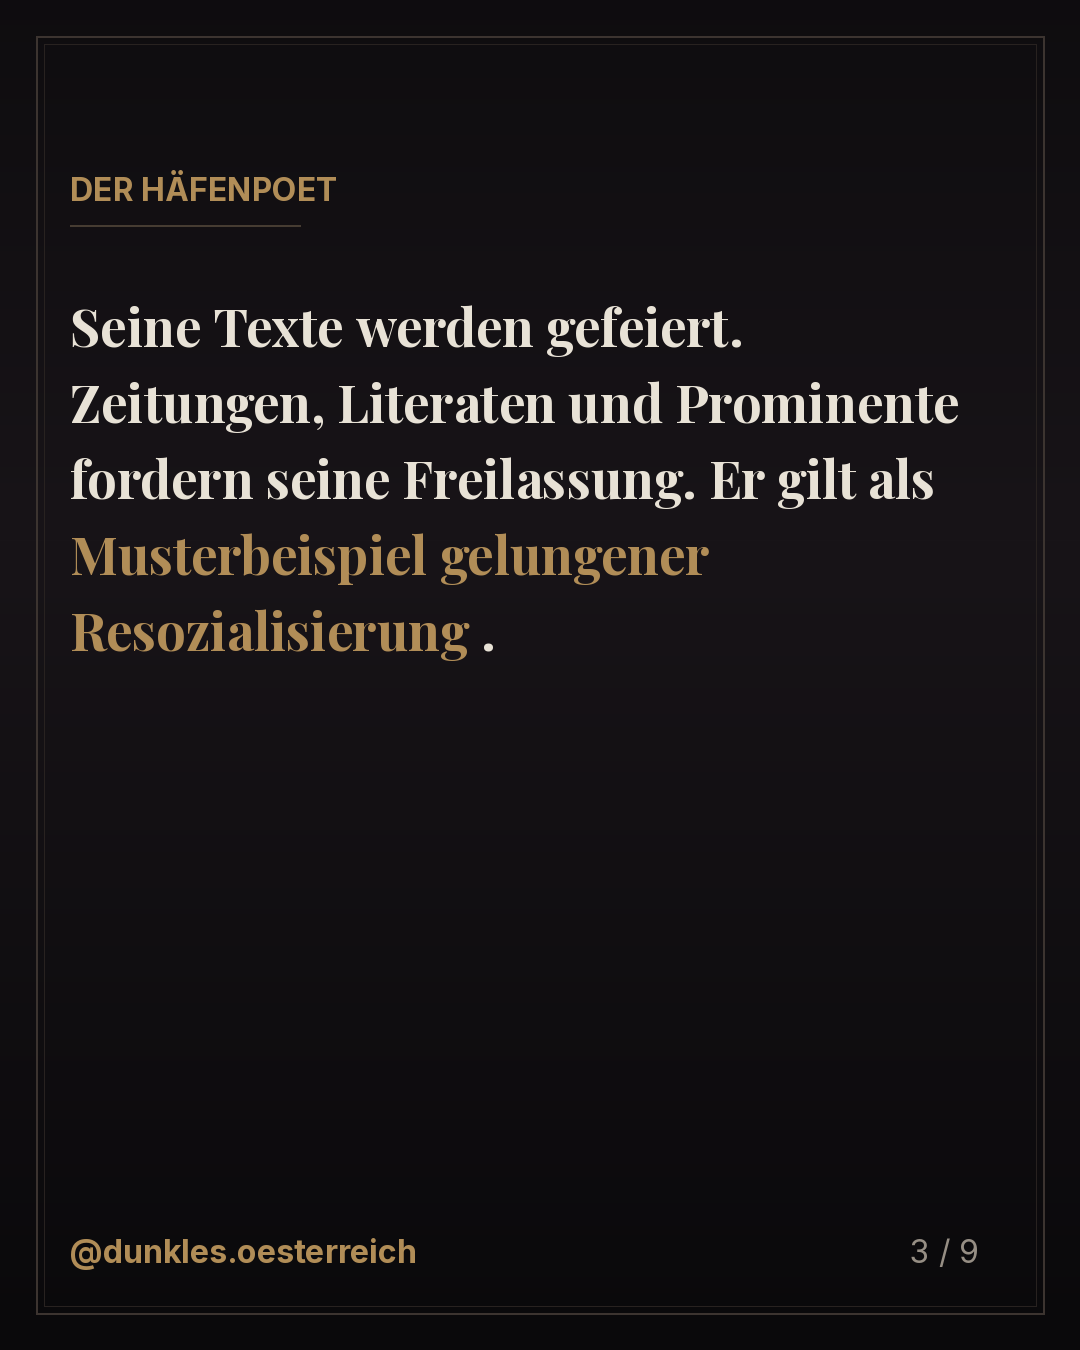 DER HÄFENPOET
Seine Texte werden gefeiert.
Zeitungen, Literaten und Prominente
fordern seine Freilassung. Er gilt als
Musterbeispiel gelungener
Resozialisierung .
@dunkles.oesterreich
3 / 9